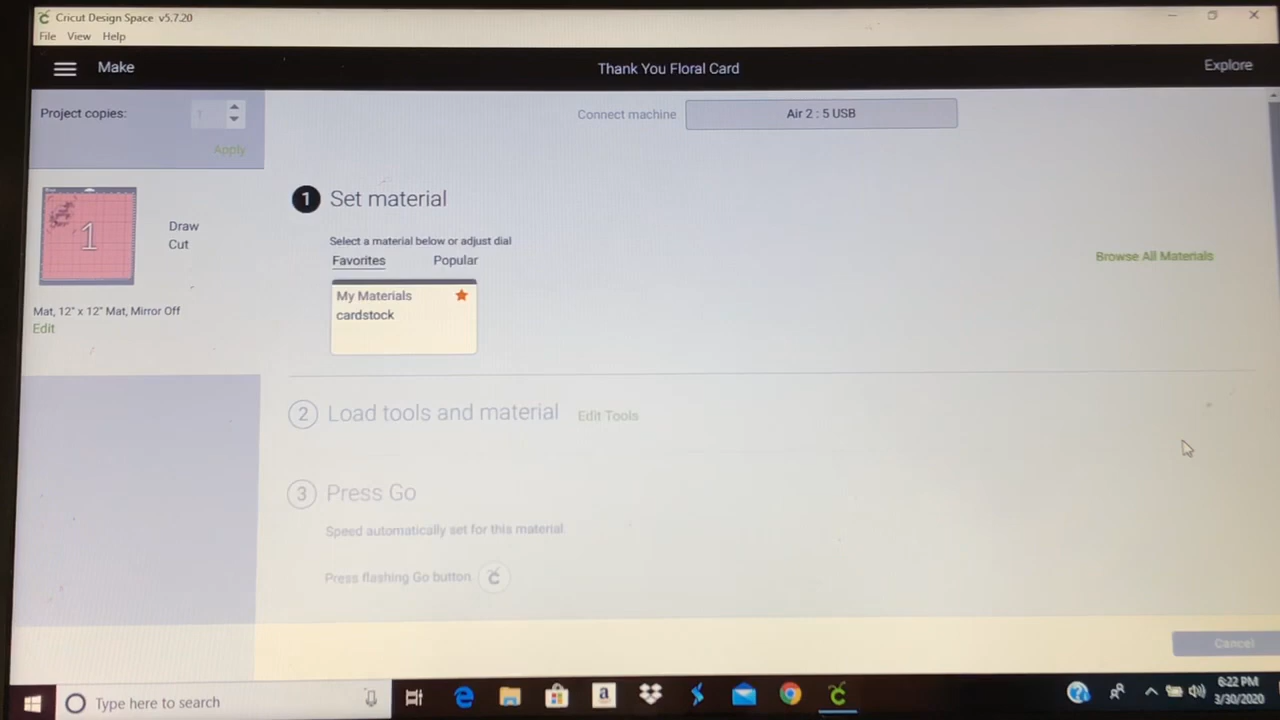 Cricut Design Space v5.7.20
File View Help
Make
Thank You Floral Card
Explore
Project copies:
1
Apply
Connect machine
Air 2 : 5 USB
1
Draw
Cut
Mat, 12" x 12" Mat, Mirror Off
Edit
1 Set material
Select a material below or adjust dial
Favorites Popular
Browse All Materials
My Materials
cardstock
2 Load tools and material Edit Tools
3 Press Go
Speed automatically set for this material.
Press flashing Go button.
Cancel
Type here to search
6:22 PM
3/30/2020